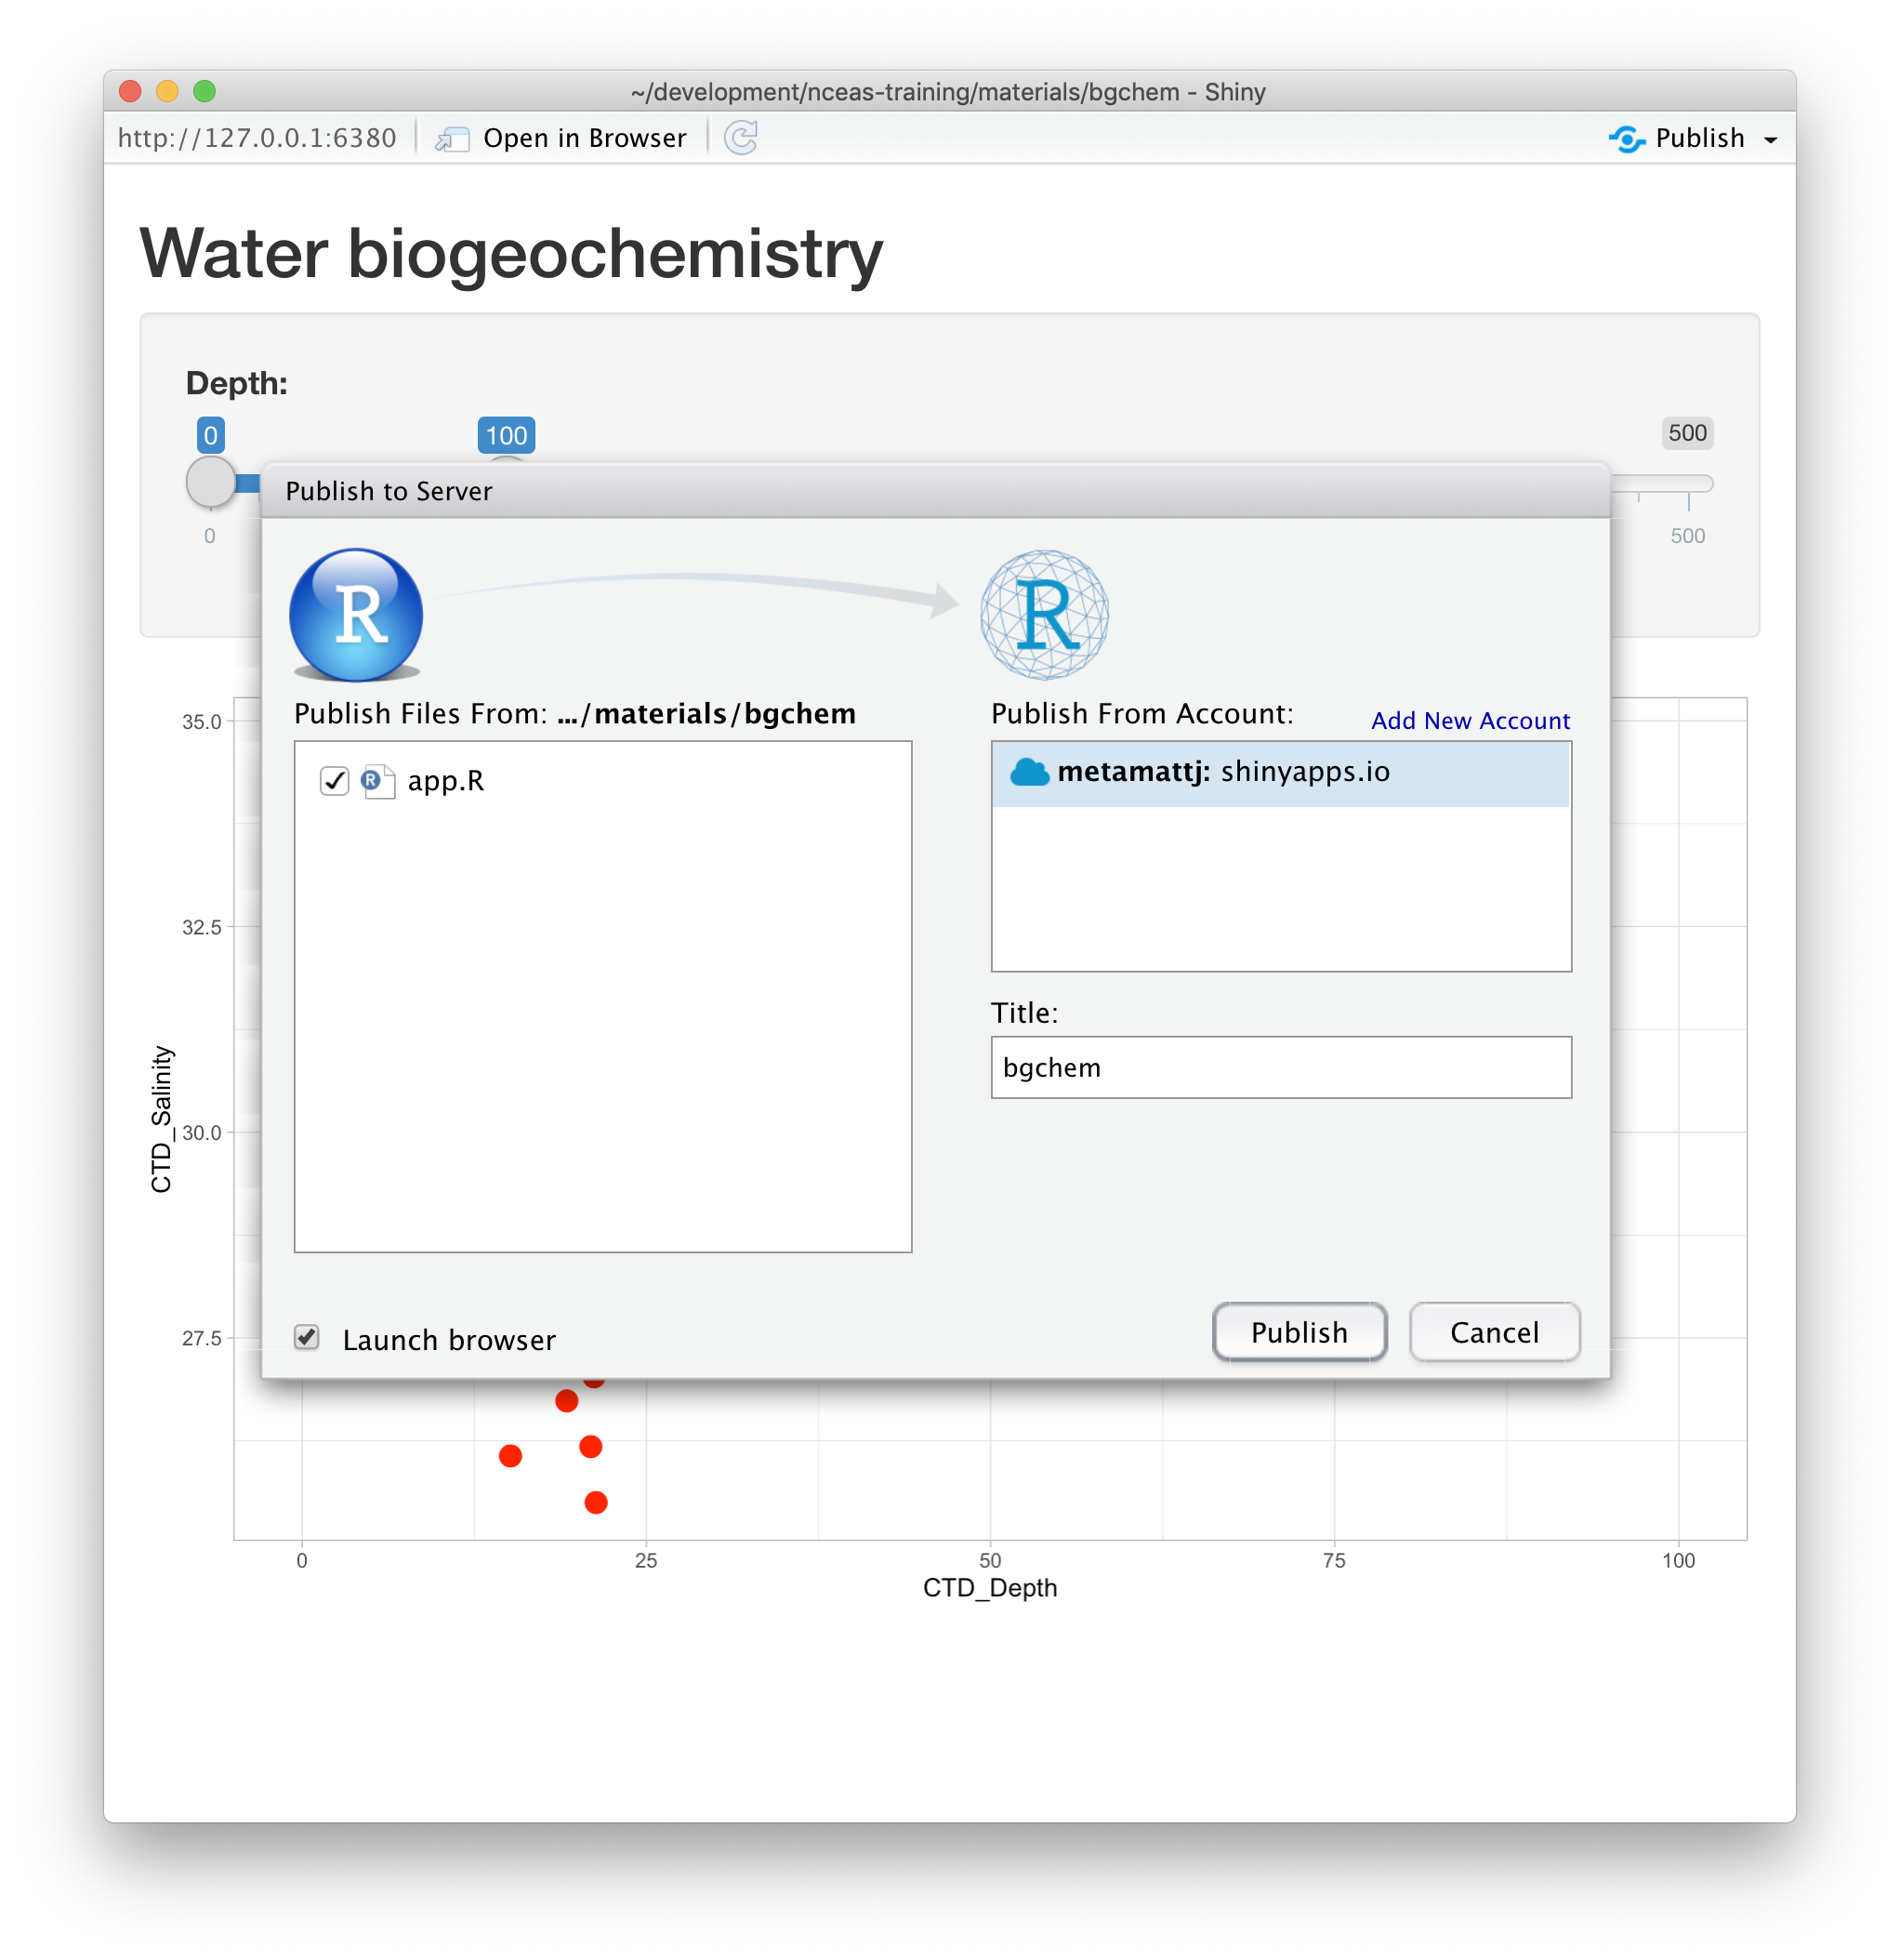 ~/development/nceas-training/materials/bgchem - Shiny
http://127.0.0.1:6380 Open in Browser Publish
Water biogeochemistry
Depth:
0 100 500
0 500
Publish to Server
R R
Publish Files From: .../materials/bgchem
R app.R
Publish From Account: Add New Account
metamattj: shinyapps.io
Title:
bgchem
Launch browser
Publish Cancel
35.0
32.5
30.0
27.5
CTD_Salinity
0 25 50 75 100
CTD_Depth